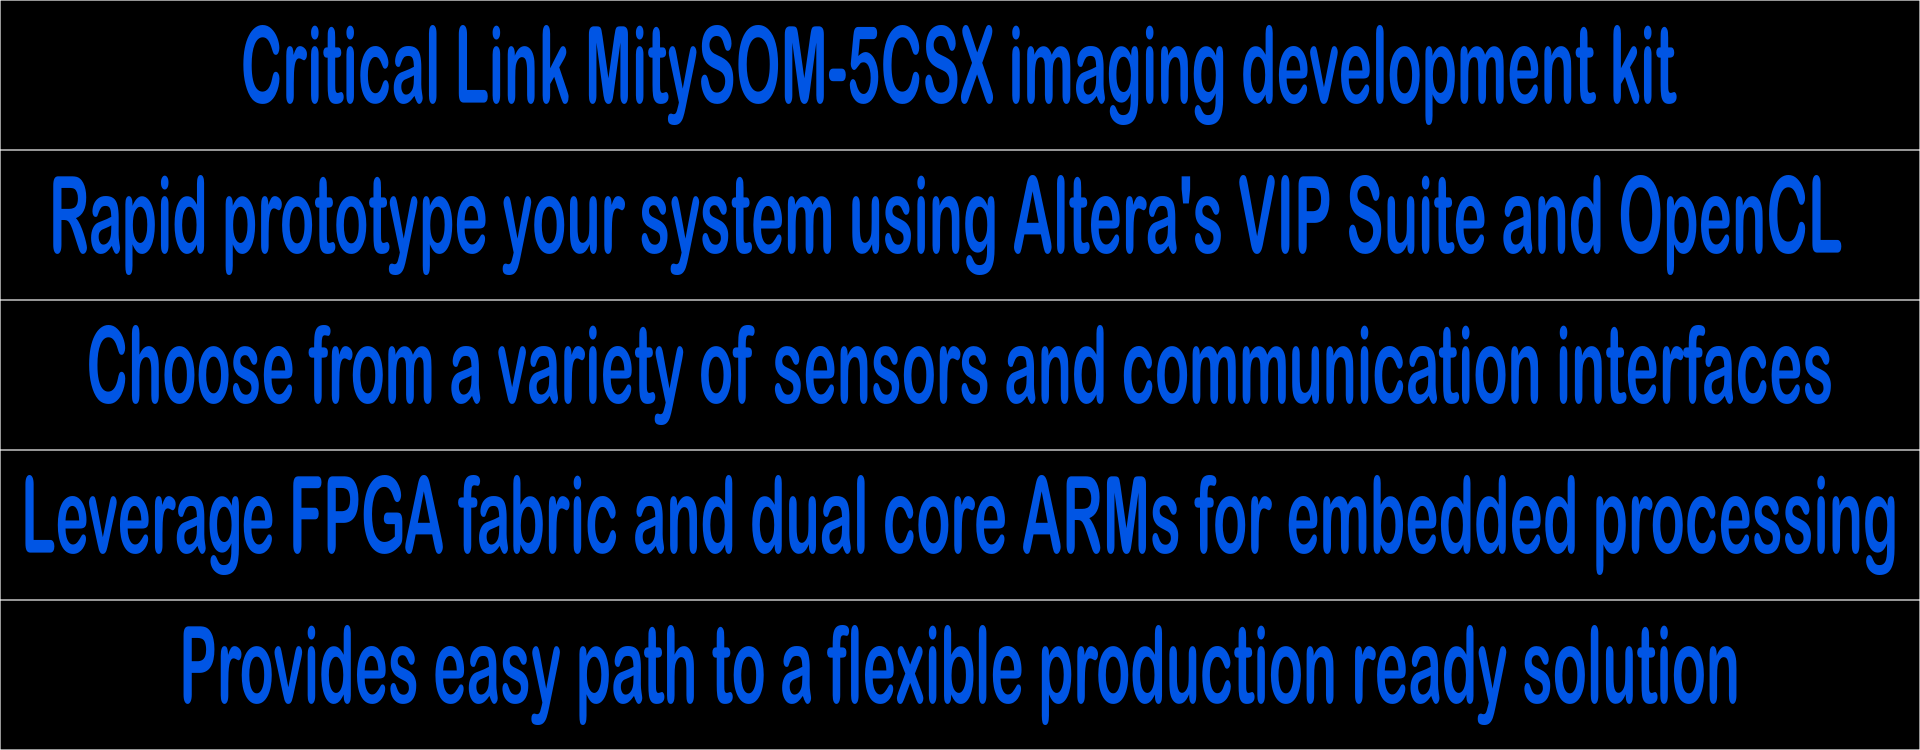 Critical Link MitySOM-5CSX imaging development kit
Rapid prototype your system using Altera's VIP Suite and OpenCL
Choose from a variety of sensors and communication interfaces
Leverage FPGA fabric and dual core ARMs for embedded processing
Provides easy path to a flexible production ready solution